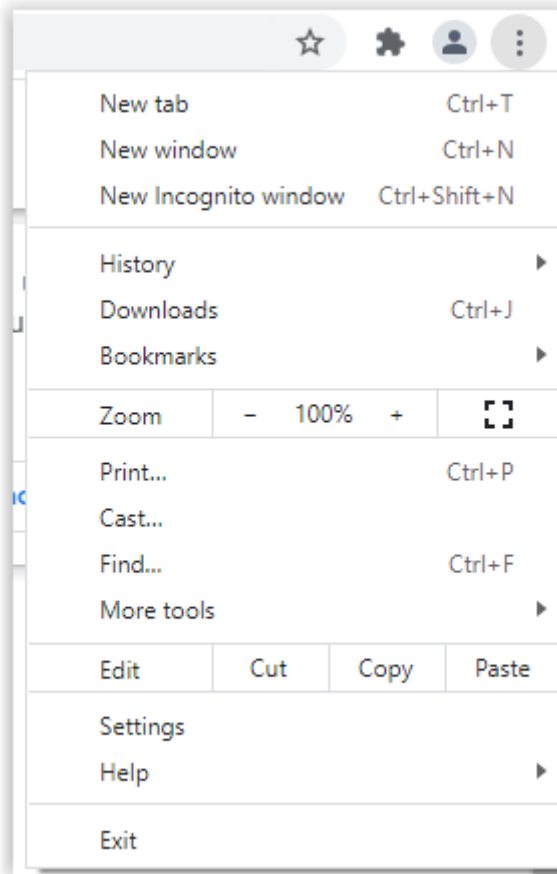 New tab Ctrl+T
New window Ctrl+N
New Incognito window Ctrl+Shift+N
History
Downloads Ctrl+J
Bookmarks
Zoom - 100% +
Print... Ctrl+P
Cast...
Find... Ctrl+F
More tools
Edit Cut Copy Paste
Settings
Help
Exit